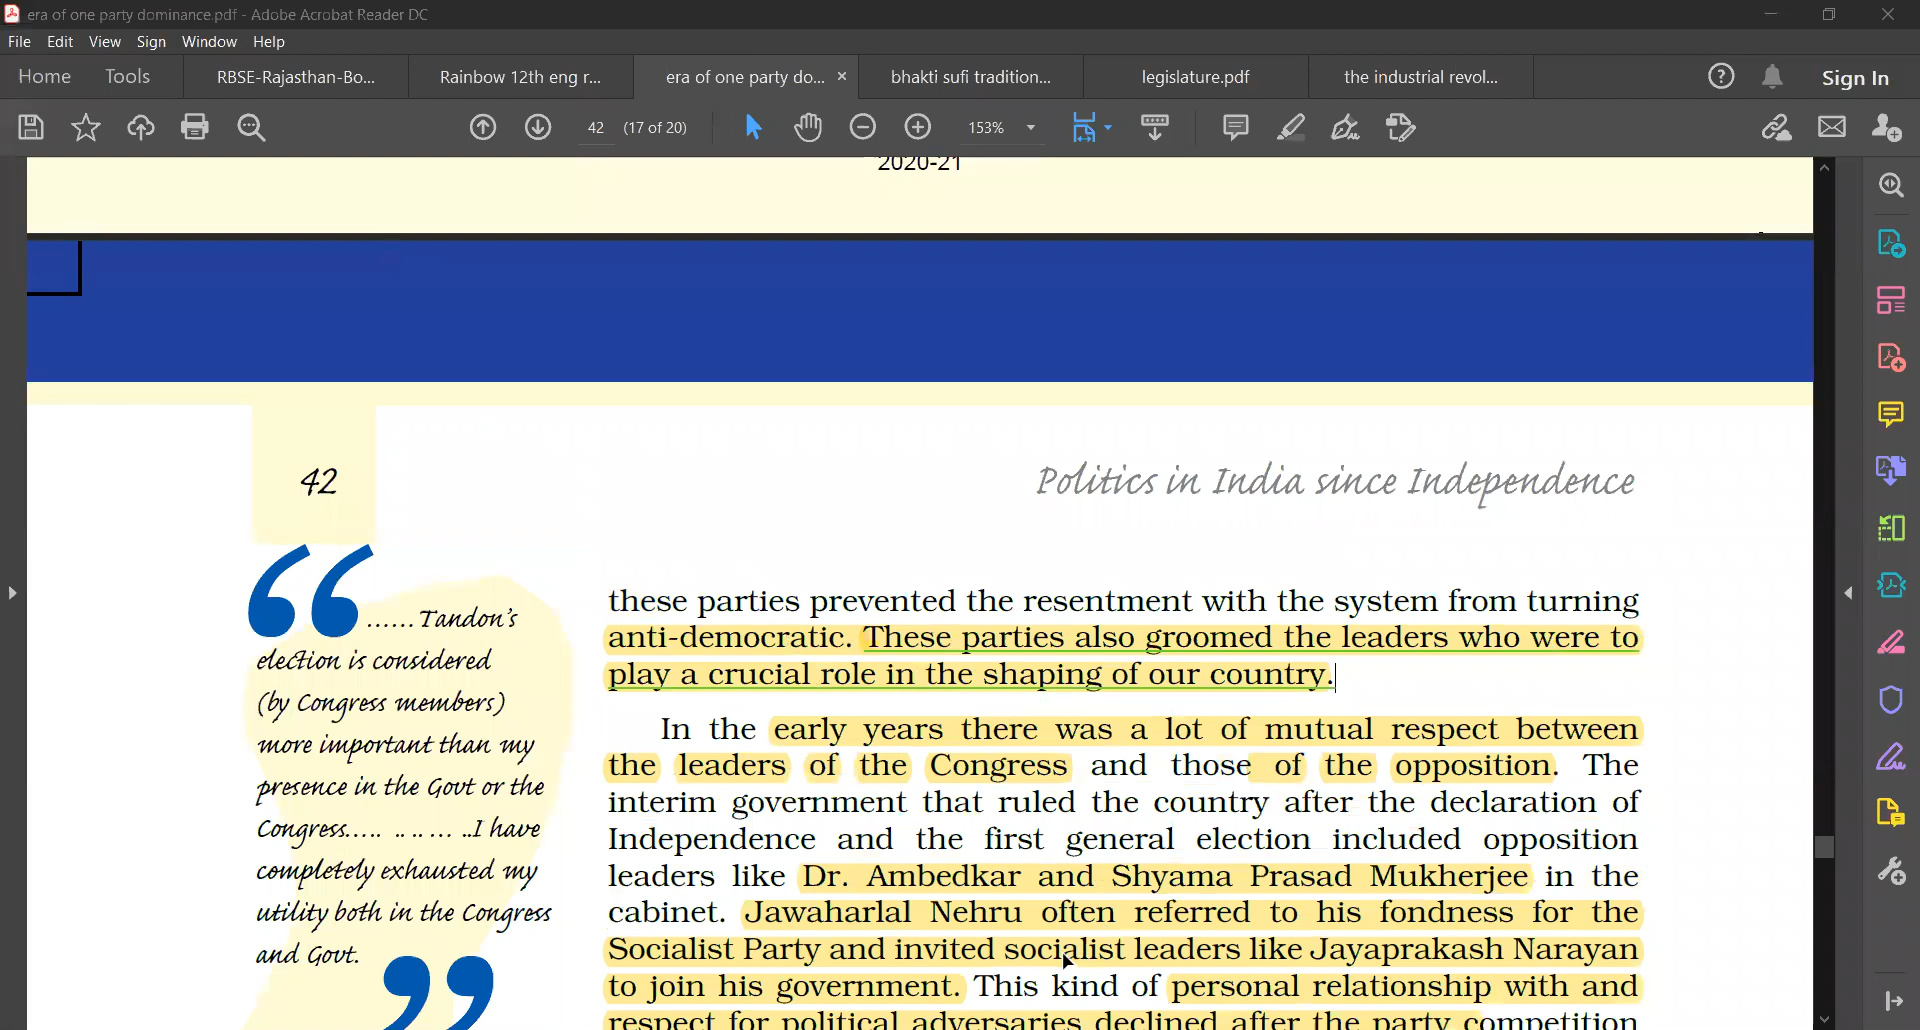 era of one party dominance.pdf - Adobe Acrobat Reader DC
File Edit View Sign Window Help
Home Tools RBSE-Rajasthan-Bo... Rainbow 12th eng r... era of one party do... × bhakti sufi tradition... legislature.pdf the industrial revol... Sign In
42 (17 of 20) 153%
2020-21
42
Politics in India since Independence
...... Tandon's
election is considered
(by Congress members)
more important than my
presence in the Govt or the
Congress..... .. .. ... ..I have
completely exhausted my
utility both in the Congress
and Govt.
these parties prevented the resentment with the system from turning
anti-democratic. These parties also groomed the leaders who were to
play a crucial role in the shaping of our country.
In the early years there was a lot of mutual respect between
the leaders of the Congress and those of the opposition. The
interim government that ruled the country after the declaration of
Independence and the first general election included opposition
leaders like Dr. Ambedkar and Shyama Prasad Mukherjee in the
cabinet. Jawaharlal Nehru often referred to his fondness for the
Socialist Party and invited socialist leaders like Jayaprakash Narayan
to join his government. This kind of personal relationship with and
respect for political adversaries declined after the party competition